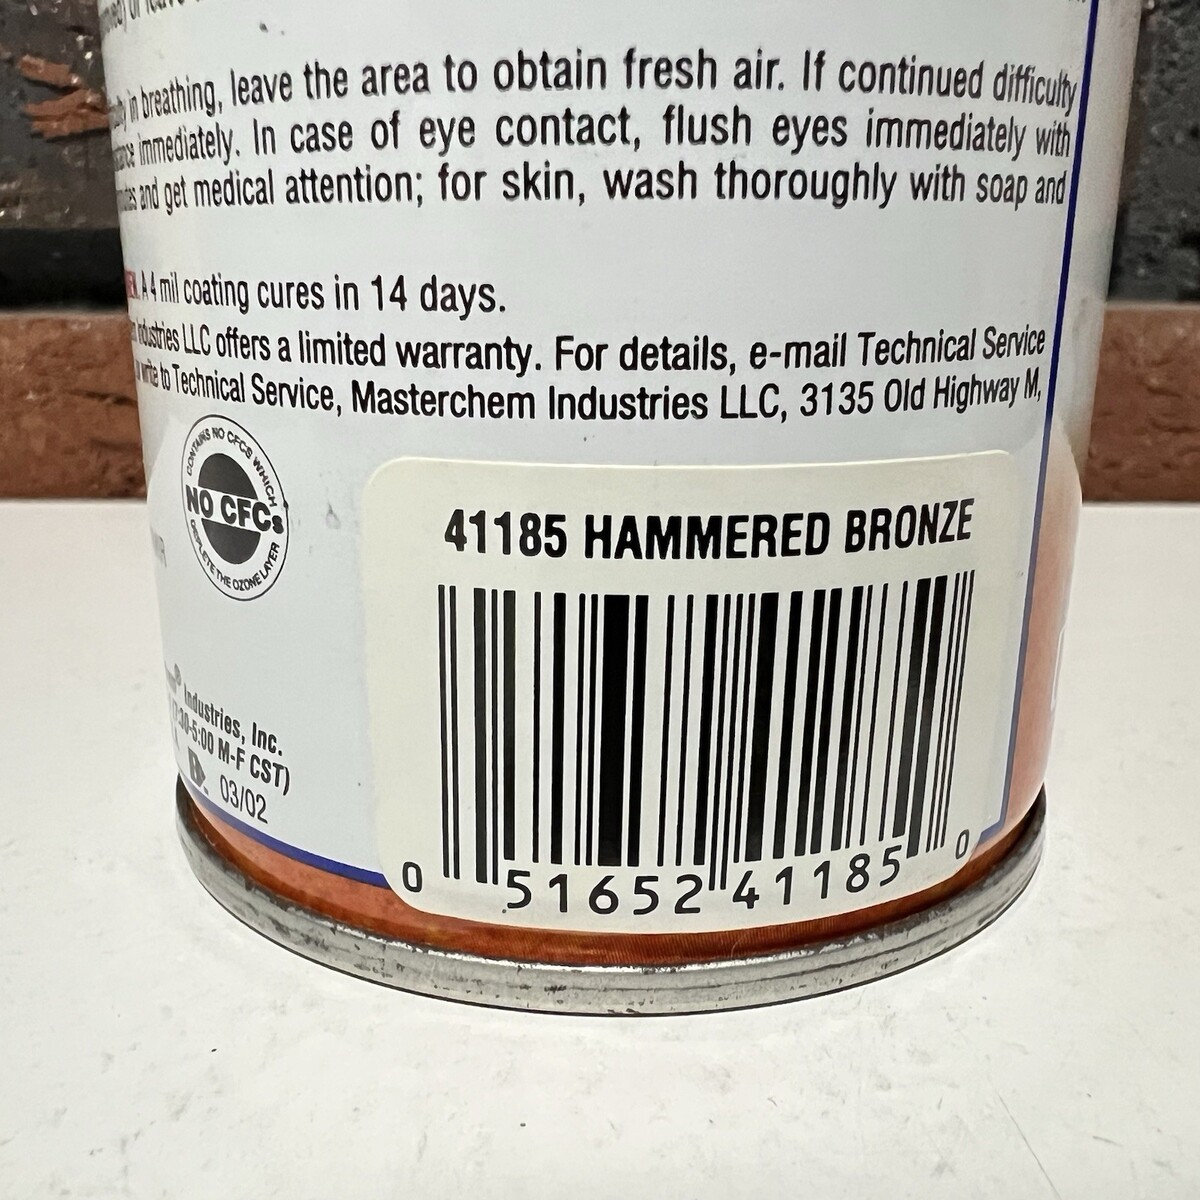 in breathing, leave the area to obtain fresh air. If continued difficulty
immediately. In case of eye contact, flush eyes immediately with
and get medical attention; for skin, wash thoroughly with soap and
A 4 mil coating cures in 14 days.
Industries LLC offers a limited warranty. For details, e-mail Technical Service
write to Technical Service, Masterchem Industries LLC, 3135 Old Highway M,
CONTAINS NO CFCS WHICH
NO CFCs
DEPLETE THE OZONE LAYER
41185 HAMMERED BRONZE
Industries, Inc.
7:30-5:00 M-F CST)
03/02
0 51652 41185 0